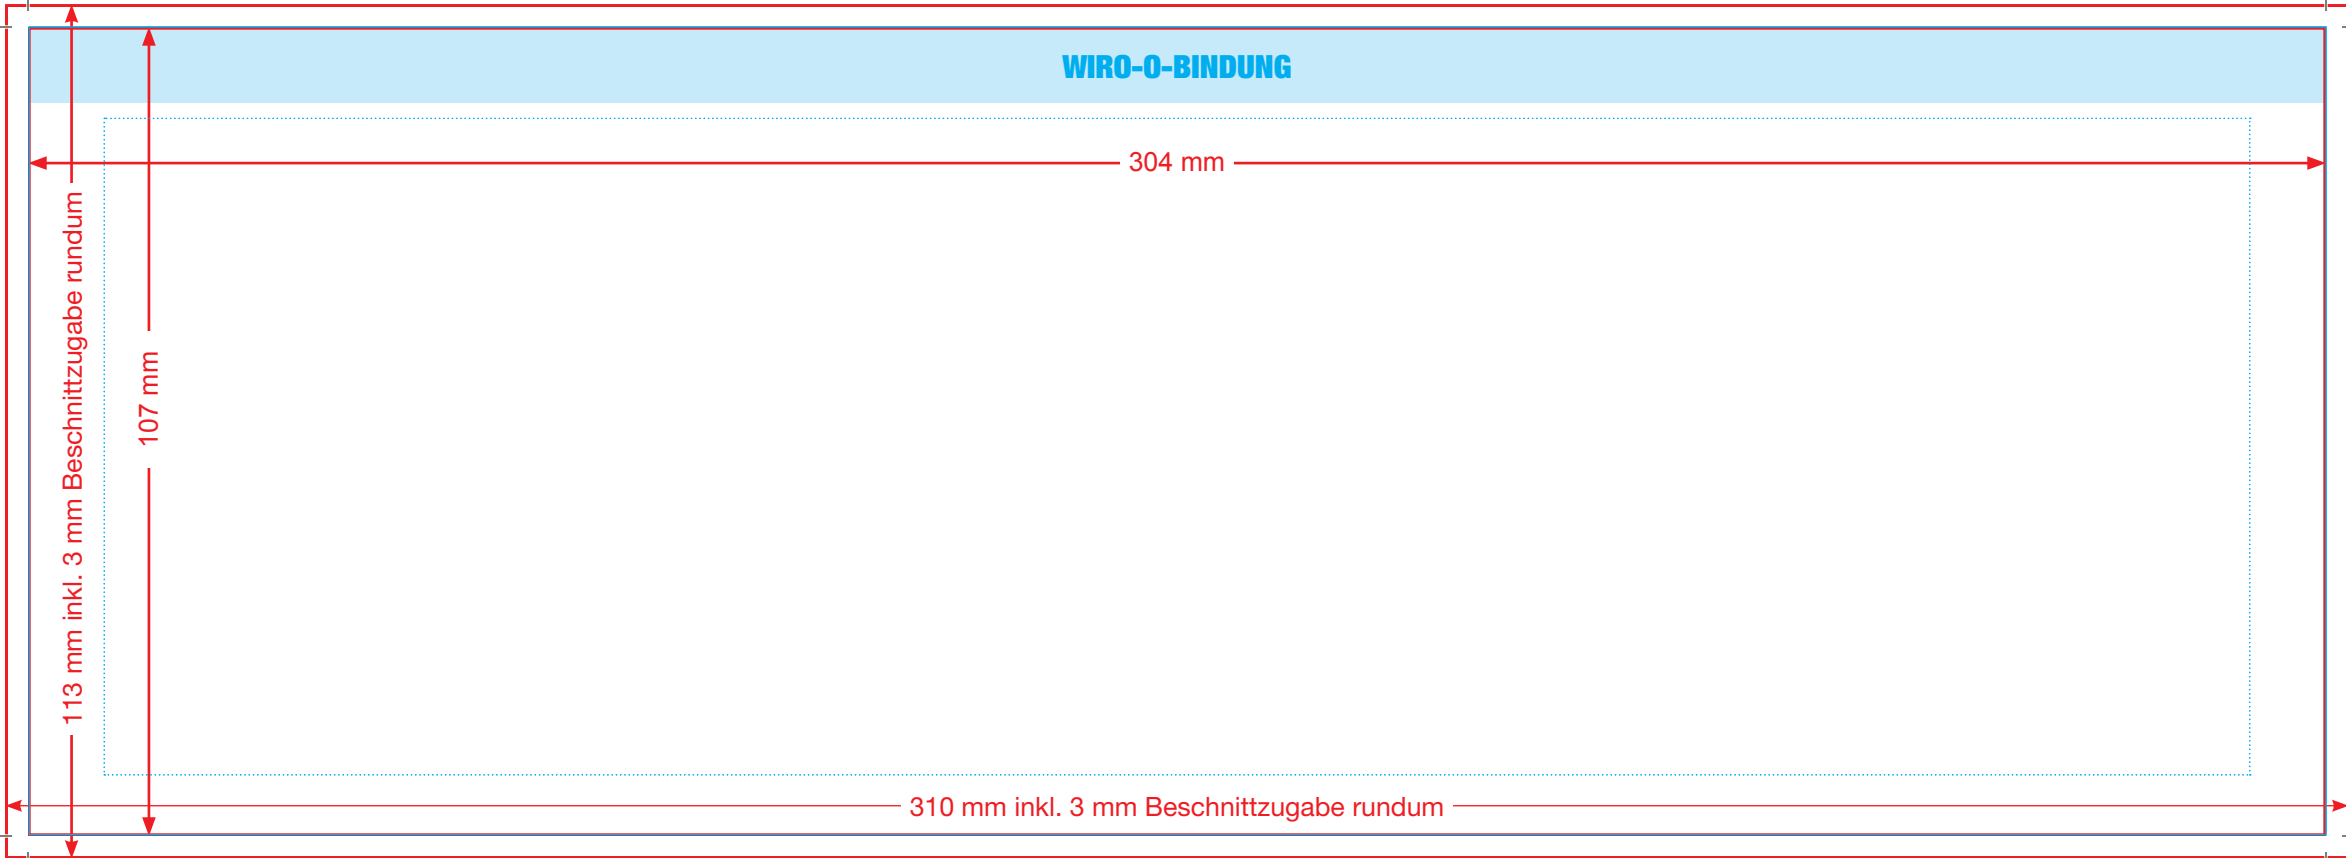 WIRO-O-BINDUNG
304 mm
113 mm inkl. 3 mm Beschnittzugabe rundum
107 mm
310 mm inkl. 3 mm Beschnittzugabe rundum